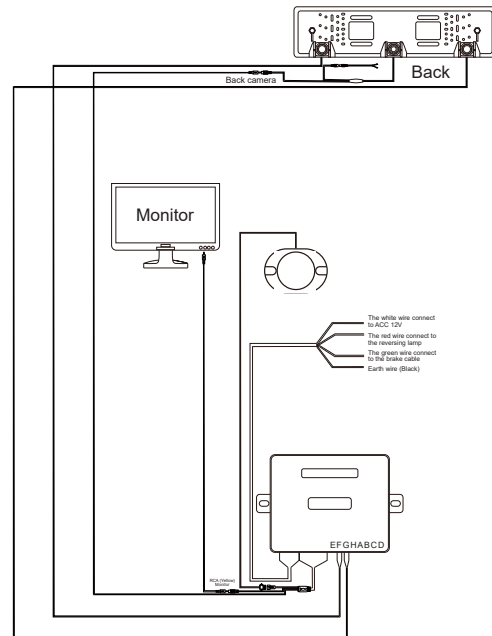 Back camera
Back
Monitor
The white wire connect
to ACC 12V
The red wire connect to
the reversing lamp
The green wire connect
to the brake cable
Earth wire (Black)
EFGHABCD
RCA (Yellow)
Monitor